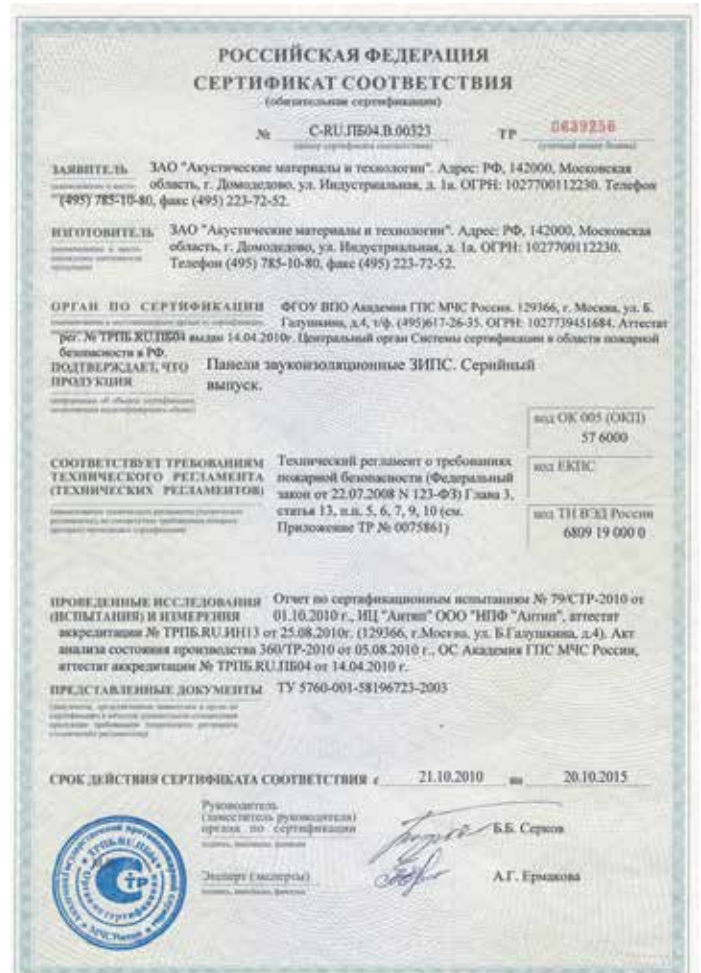 РОССИЙСКАЯ ФЕДЕРАЦИЯ
СЕРТИФИКАТ СООТВЕТСТВИЯ
(обязательная сертификация)
№ C-RU.ПБ04.В.00323 ТР 0639256
(номер сертификата соответствия) (учетный номер бланка)
ЗАЯВИТЕЛЬ ЗАО "Акустические материалы и технологии". Адрес: РФ, 142000, Московская
область, г. Домодедово, ул. Индустриальная, д. 1а. ОГРН: 1027700112230. Телефон
(495) 785-10-80, факс (495) 223-72-52.
ИЗГОТОВИТЕЛЬ ЗАО "Акустические материалы и технологии". Адрес: РФ, 142000, Московская
область, г. Домодедово, ул. Индустриальная, д. 1а. ОГРН: 1027700112230.
Телефон (495) 785-10-80, факс (495) 223-72-52.
ОРГАН ПО СЕРТИФИКАЦИИ ФГОУ ВПО Академия ГПС МЧС России. 129366, г. Москва, ул. Б.
Галушкина, д.4, т/ф. (495)617-26-35. ОГРН: 1027739451684. Аттестат
рег. № ТРПБ.RU.ПБ04 выдан 14.04.2010г. Центральный орган Системы сертификации в области пожарной
безопасности в РФ.
ПОДТВЕРЖДАЕТ, ЧТО Панели звукоизоляционные ЗИПС. Серийный
ПРОДУКЦИЯ выпуск.
код ОК 005 (ОКП)
57 6000
СООТВЕТСТВУЕТ ТРЕБОВАНИЯМ Технический регламент о требованиях
ТЕХНИЧЕСКОГО РЕГЛАМЕНТА пожарной безопасности (Федеральный
(ТЕХНИЧЕСКИХ РЕГЛАМЕНТОВ) закон от 22.07.2008 N 123-ФЗ) Глава 3,
статья 13, п.п. 5, 6, 7, 9, 10 (см.
Приложение ТР № 0075861)
код ЕКПС
код ТН ВЭД России
6809 19 000 0
ПРОВЕДЕННЫЕ ИССЛЕДОВАНИЯ Отчет по сертификационным испытаниям № 79/СТР-2010 от
(ИСПЫТАНИЯ) И ИЗМЕРЕНИЯ 01.10.2010 г., ИЦ "Антип" ООО "НПФ "Антип", аттестат
аккредитации № ТРПБ.RU.ИН13 от 25.08.2010г. (129366, г.Москва, ул. Б.Галушкина, д.4). Акт
анализа состояния производства 360/ТР-2010 от 05.08.2010 г., ОС Академия ГПС МЧС России,
аттестат аккредитации № ТРПБ.RU.ПБ04 от 14.04.2010 г.
ПРЕДСТАВЛЕННЫЕ ДОКУМЕНТЫ ТУ 5760-001-58196723-2003
СРОК ДЕЙСТВИЯ СЕРТИФИКАТА СООТВЕТСТВИЯ с 21.10.2010 по 20.10.2015
Руководитель
(заместитель руководителя)
органа по сертификации Б.Б. Серков
подпись, инициалы, фамилия
Эксперт (эксперты) А.Г. Ермакова
подпись, инициалы, фамилия